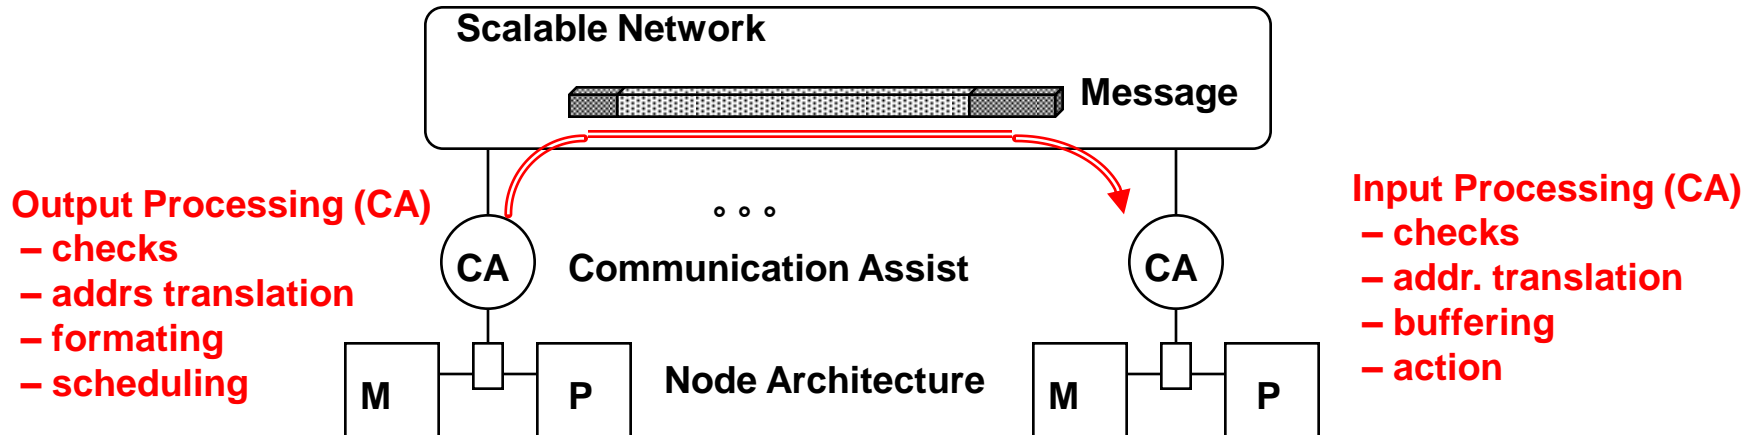 Scalable Network
Message
Output Processing (CA)
– checks
– addrs translation
– formating
– scheduling
CA
Communication Assist
CA
Input Processing (CA)
– checks
– addr. translation
– buffering
– action
M
P
Node Architecture
M
P